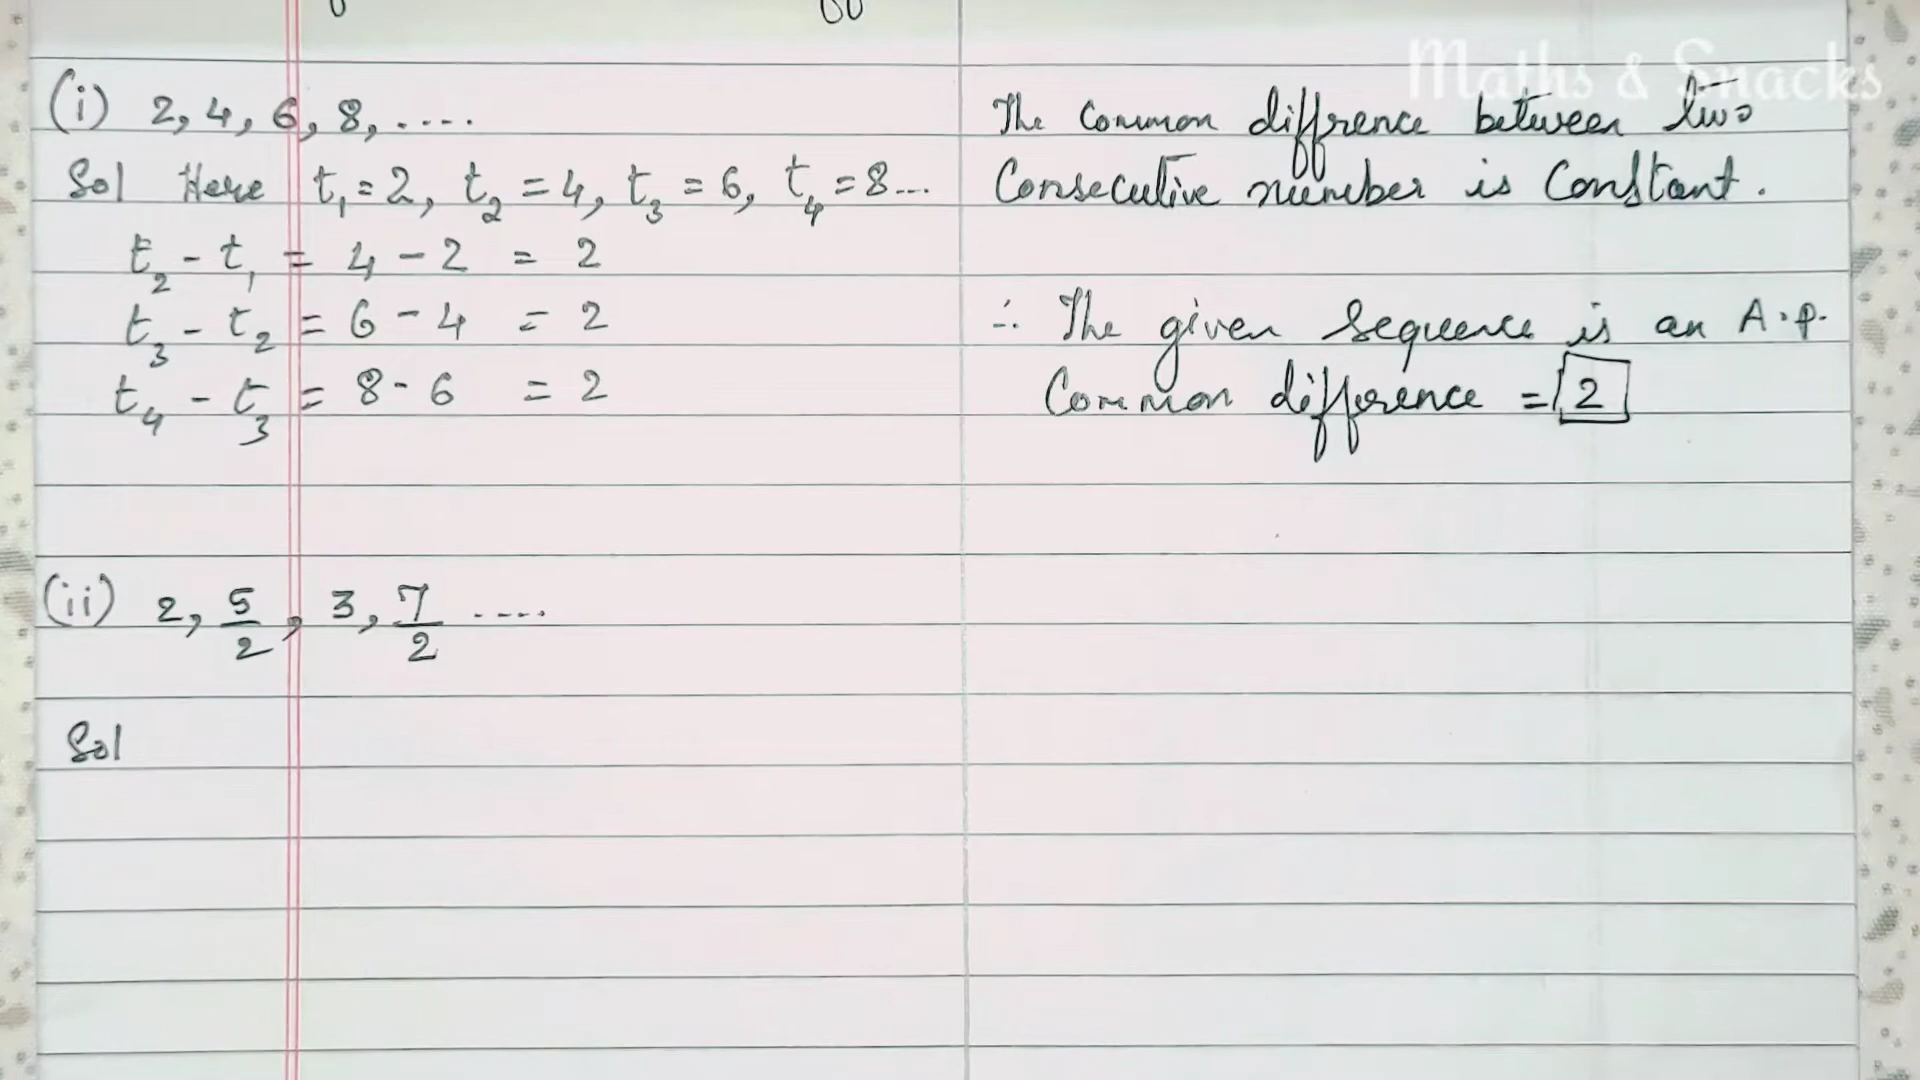 Maths & Snacks
(i) 2, 4, 6, 8, ....
Sol Here t₁ = 2, t₂ = 4, t₃ = 6, t₄ = 8...
t₂ - t₁ = 4 - 2 = 2
t₃ - t₂ = 6 - 4 = 2
t₄ - t₃ = 8 - 6 = 2
The Common difference between two
Consecutive number is Constant.
∴ The given Sequence is an A.P.
Common difference = 2
(ii) 2, 5/2, 3, 7/2 ....
Sol